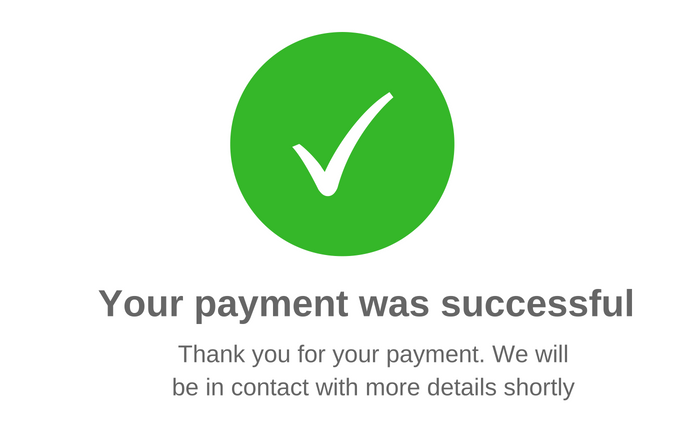 Your payment was successful
Thank you for your payment. We will
be in contact with more details shortly